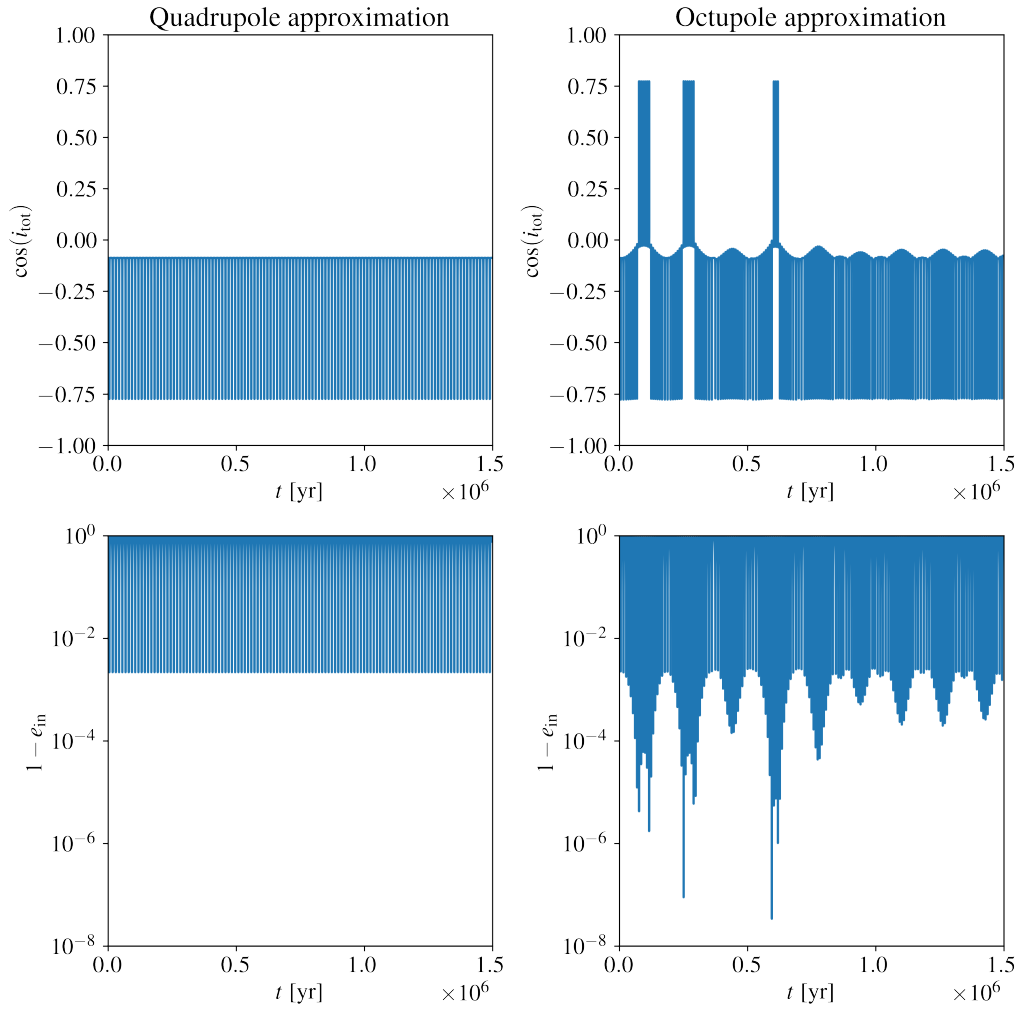 Quadrupole approximation
1.00
0.75
0.50
0.25
0.00
−0.25
−0.50
−0.75
−1.00
cos(i_tot)
0.0 0.5 1.0 1.5
t [yr] ×10^6
Octupole approximation
1.00
0.75
0.50
0.25
0.00
−0.25
−0.50
−0.75
−1.00
cos(i_tot)
0.0 0.5 1.0 1.5
t [yr] ×10^6
10^0
10^−2
10^−4
10^−6
10^−8
1 − e_in
0.0 0.5 1.0 1.5
t [yr] ×10^6
10^0
10^−2
10^−4
10^−6
10^−8
1 − e_in
0.0 0.5 1.0 1.5
t [yr] ×10^6